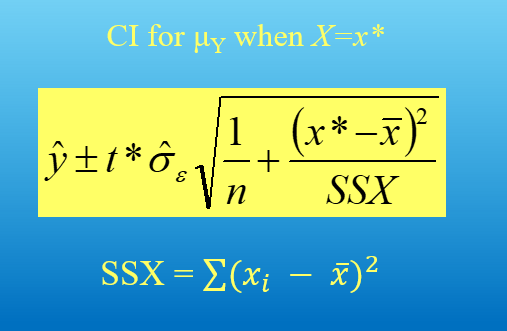 CI for μY when X=x*
ŷ ± t* σ̂ε √(1/n + (x* − x̄)²/SSX)
SSX = ∑(xᵢ − x̄)²